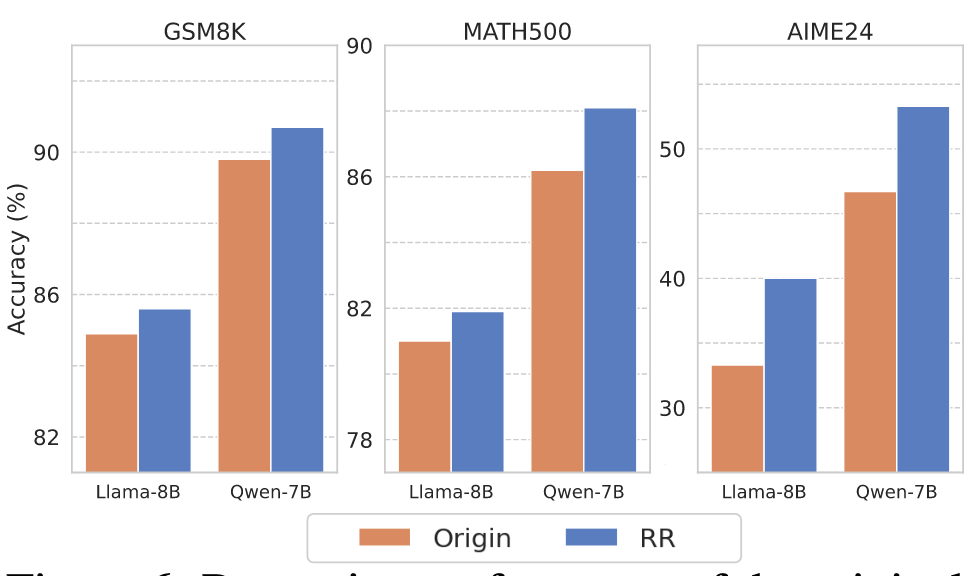 GSM8K
MATH500
AIME24
Accuracy (%)
90
86
82
Llama-8B Qwen-7B
90
86
82
78
Llama-8B Qwen-7B
50
40
30
Llama-8B Qwen-7B
Origin RR